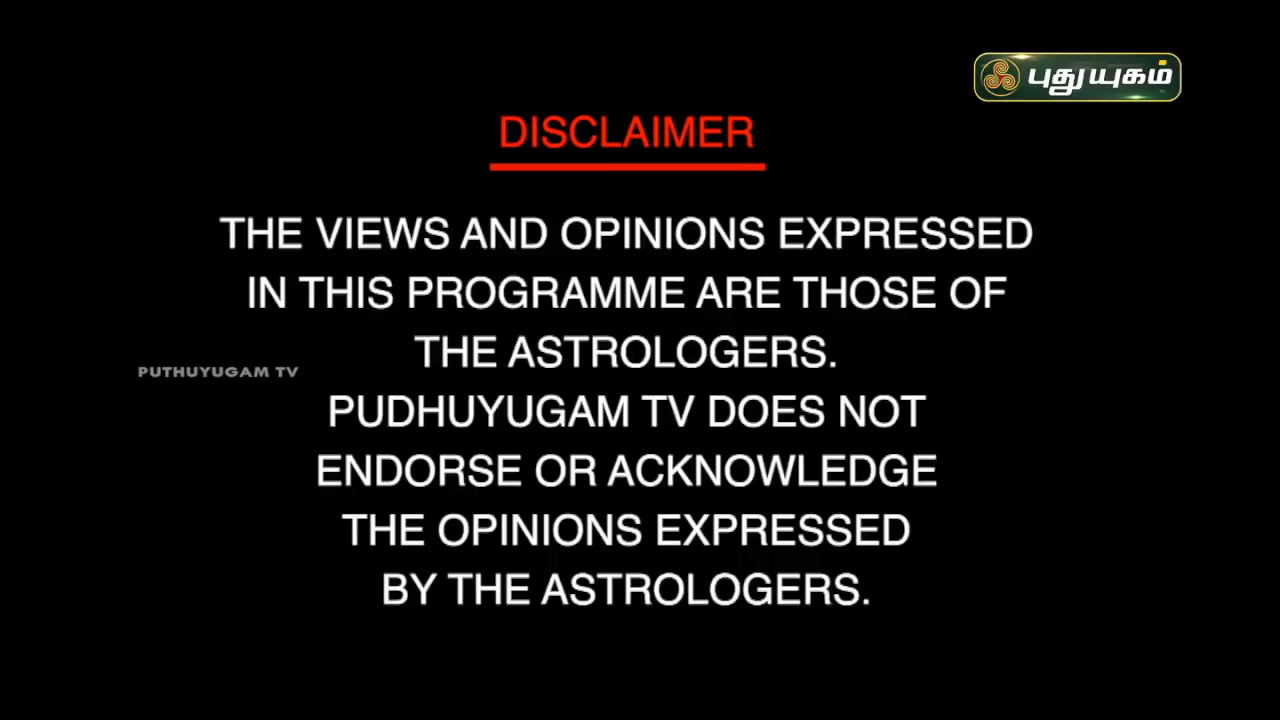 புதுயுகம்
DISCLAIMER
THE VIEWS AND OPINIONS EXPRESSED
IN THIS PROGRAMME ARE THOSE OF
THE ASTROLOGERS.
PUTHUYUGAM TV
PUDHUYUGAM TV DOES NOT
ENDORSE OR ACKNOWLEDGE
THE OPINIONS EXPRESSED
BY THE ASTROLOGERS.